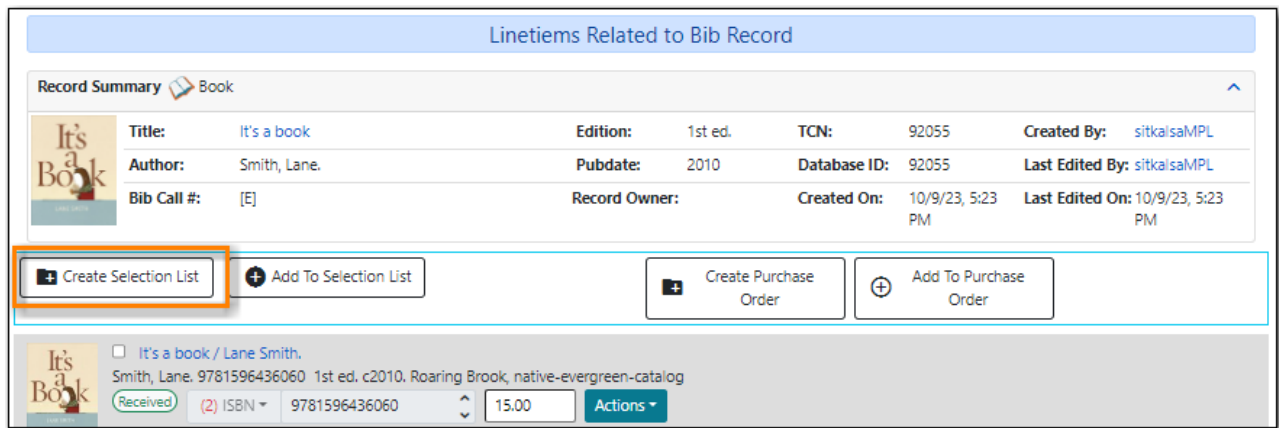 Linetiems Related to Bib Record
Record Summary Book
It's a Book
Title: It's a book Edition: 1st ed. TCN: 92055 Created By: sitkalsaMPL
Author: Smith, Lane. Pubdate: 2010 Database ID: 92055 Last Edited By: sitkalsaMPL
Bib Call #: [E] Record Owner: Created On: 10/9/23, 5:23 PM Last Edited On: 10/9/23, 5:23 PM
Create Selection List Add To Selection List Create Purchase Order Add To Purchase Order
It's a Book
It's a book / Lane Smith.
Smith, Lane. 9781596436060 1st ed. c2010. Roaring Brook, native-evergreen-catalog
Received (2) ISBN 9781596436060 15.00 Actions